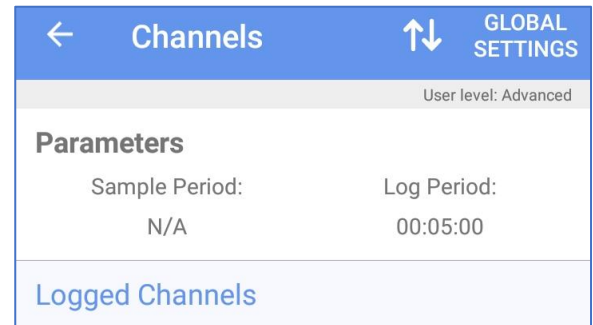 Channels
GLOBAL
SETTINGS
User level: Advanced
Parameters
Sample Period:
Log Period:
N/A
00:05:00
Logged Channels